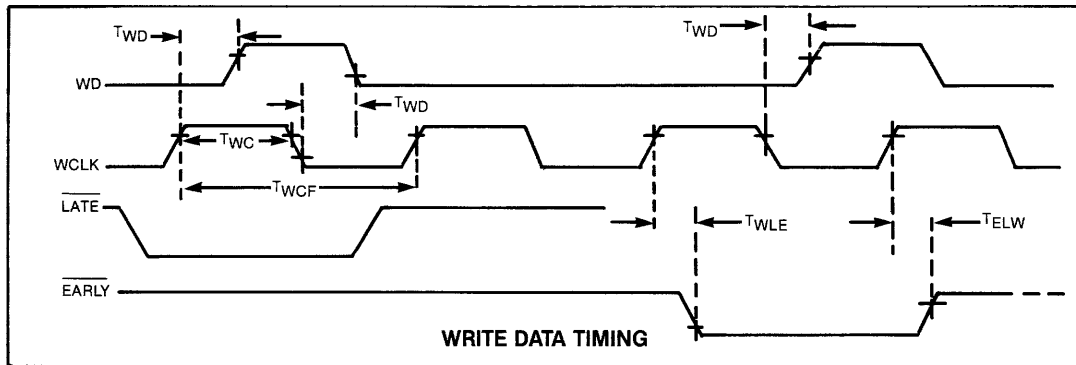 TWD
TWD
WD
TWD
TWC
WCLK
TWCF
LATE
TWLE
TELW
EARLY
WRITE DATA TIMING